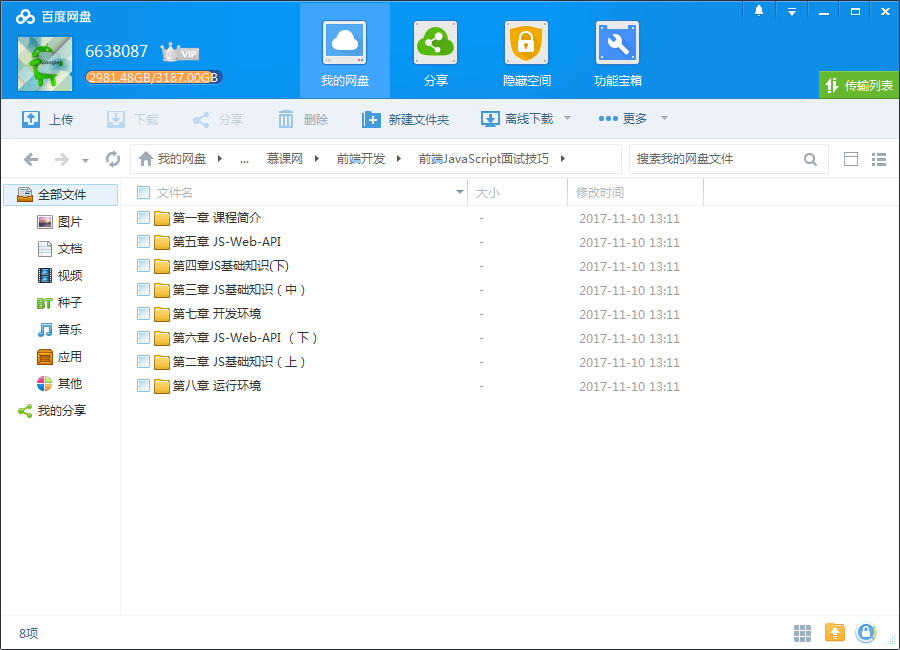 百度网盘
6638087 VIP
2981.48GB/3187.00GB
我的网盘 分享 隐藏空间 功能宝箱
传输列表
上传 下载 分享 删除 新建文件夹 离线下载 更多
我的网盘 ... 慕课网 前端开发 前端JavaScript面试技巧 搜索我的网盘文件
全部文件
图片
文档
视频
BT 种子
音乐
应用
其他
我的分享
文件名 大小 修改时间
第一章 课程简介 - 2017-11-10 13:11
第五章 JS-Web-API - 2017-11-10 13:11
第四章JS基础知识(下) - 2017-11-10 13:11
第三章 JS基础知识（中） - 2017-11-10 13:11
第七章 开发环境 - 2017-11-10 13:11
第六章 JS-Web-API （下） - 2017-11-10 13:11
第二章 JS基础知识（上） - 2017-11-10 13:11
第八章 运行环境 - 2017-11-10 13:11
8项